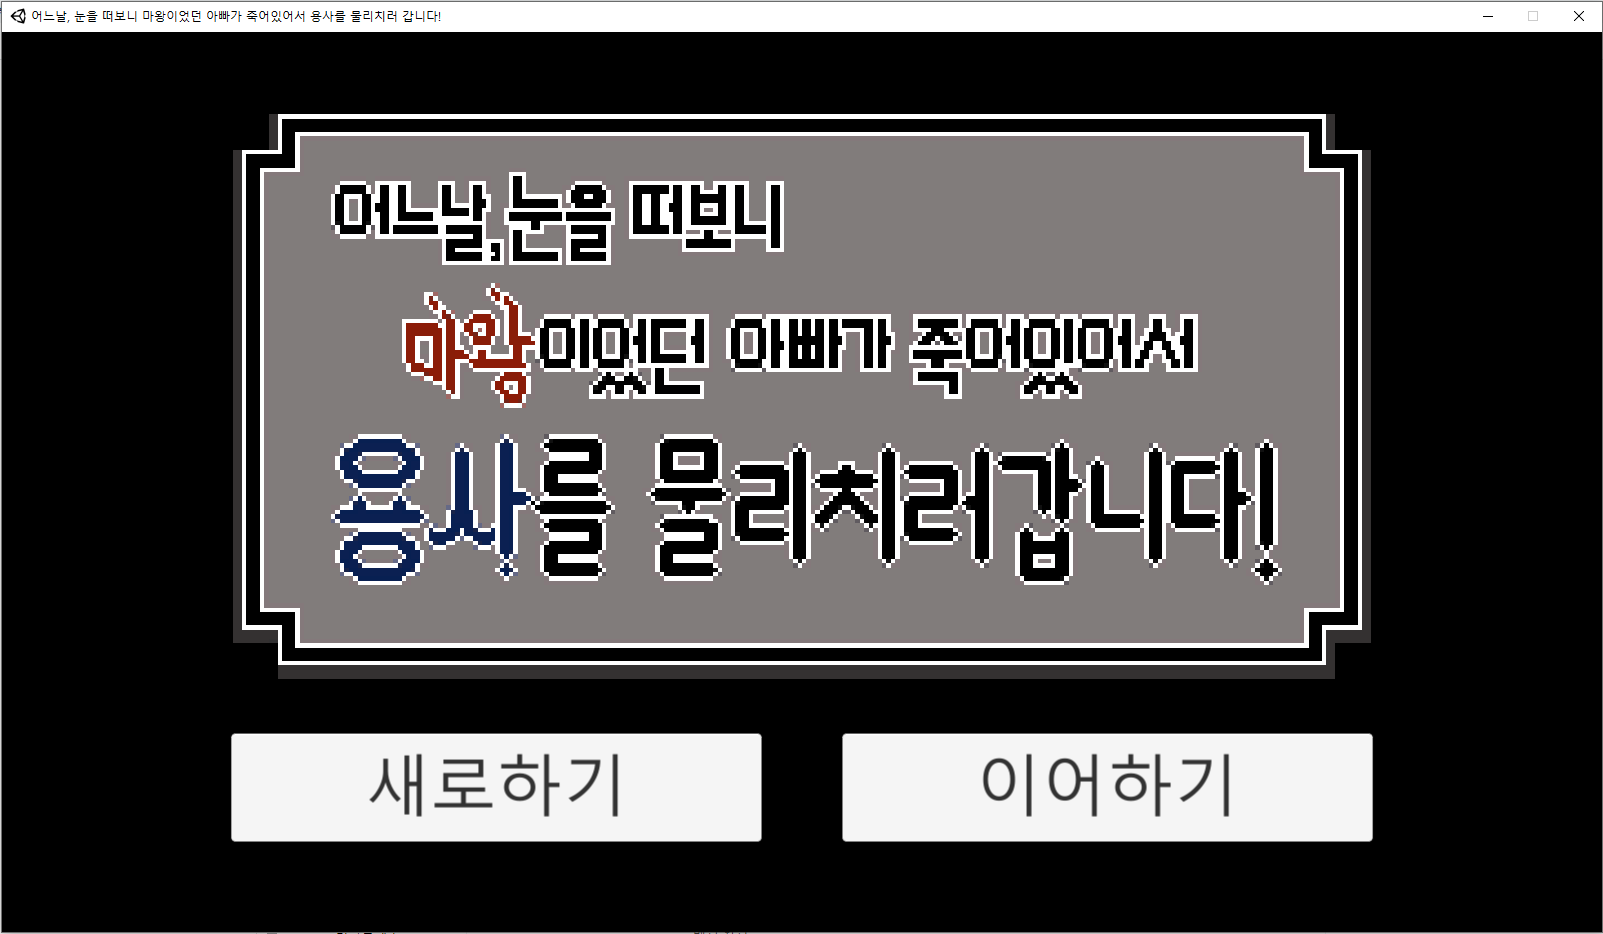 어느날, 눈을 떠보니 마왕이었던 아빠가 죽어있어서 용사를 물리치러 갑니다!
어느날,눈을 떠보니
마왕이었던 아빠가 죽어있어서
용사를 물리치러갑니다!
새로하기
이어하기